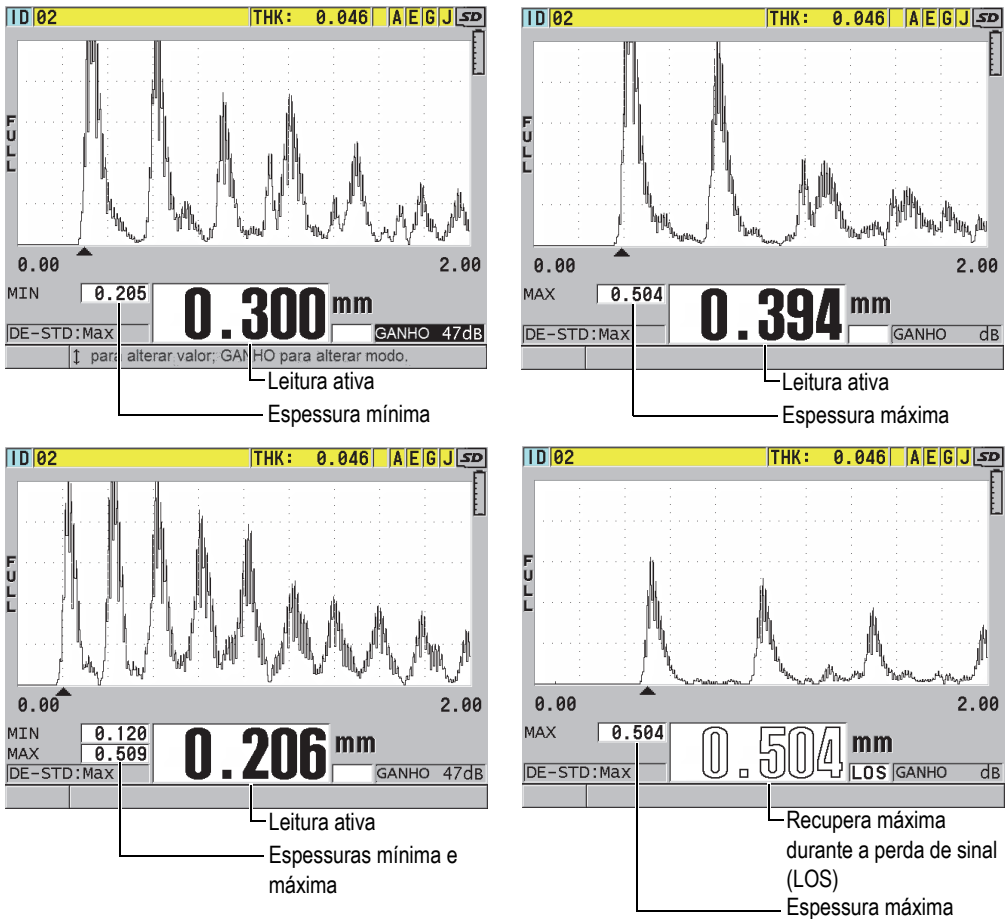 ID 02 THK: 0.046 A E G J SD
FULL
0.00 2.00
MIN 0.205 0.300 mm
DE-STD:Max GANHO 47dB
↕ para alterar valor; GANHO para alterar modo.
Leitura ativa
Espessura mínima
ID 02 THK: 0.046 A E G J SD
FULL
0.00 2.00
MAX 0.504 0.394 mm
DE-STD:Max GANHO dB
Leitura ativa
Espessura máxima
ID 02 THK: 0.046 A E G J SD
FULL
0.00 2.00
MIN 0.120
MAX 0.509 0.206 mm
DE-STD:Max GANHO 47dB
Leitura ativa
Espessuras mínima e
máxima
ID 02 THK: 0.046 A E G J SD
FULL
0.00 2.00
MAX 0.504 0.504 mm
DE-STD:Max LOS GANHO dB
Recupera máxima
durante a perda de sinal
(LOS)
Espessura máxima